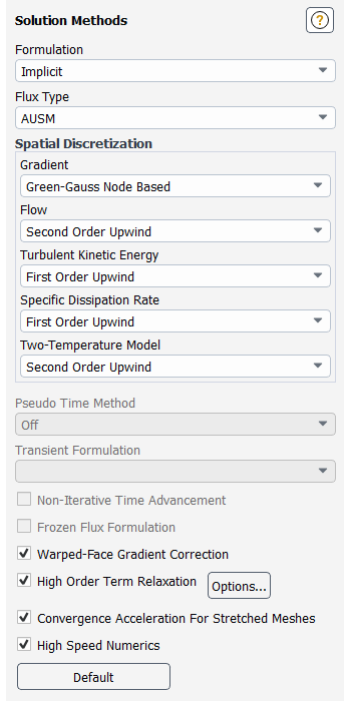 Solution Methods
?
Formulation
Implicit
Flux Type
AUSM
Spatial Discretization
Gradient
Green-Gauss Node Based
Flow
Second Order Upwind
Turbulent Kinetic Energy
First Order Upwind
Specific Dissipation Rate
First Order Upwind
Two-Temperature Model
Second Order Upwind
Pseudo Time Method
Off
Transient Formulation
Non-Iterative Time Advancement
Frozen Flux Formulation
Warped-Face Gradient Correction
High Order Term Relaxation Options...
Convergence Acceleration For Stretched Meshes
High Speed Numerics
Default